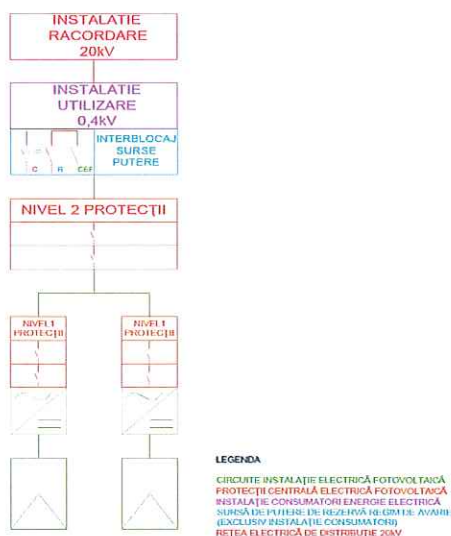 INSTALATIE
RACORDARE
20kV
INSTALATIE
UTILIZARE
0,4kV
INTERBLOCAJ
SURSE
PUTERE
C R CEF
NIVEL 2 PROTECȚII
NIVEL 1
PROTECȚII
NIVEL 1
PROTECȚII
LEGENDA
CIRCUITE INSTALAȚIE ELECTRICĂ FOTOVOLTAICĂ
PROTECȚII CENTRALĂ ELECTRICĂ FOTOVOLTAICĂ
INSTALAȚIE CONSUMATORI ENERGIE ELECTRICĂ
SURSĂ DE PUTERE DE REZERVĂ REGIM DE AVARIE
(EXCLUSIV INSTALAȚIE CONSUMATORI)
REȚEA ELECTRICĂ DE DISTRIBUȚIE 20kV